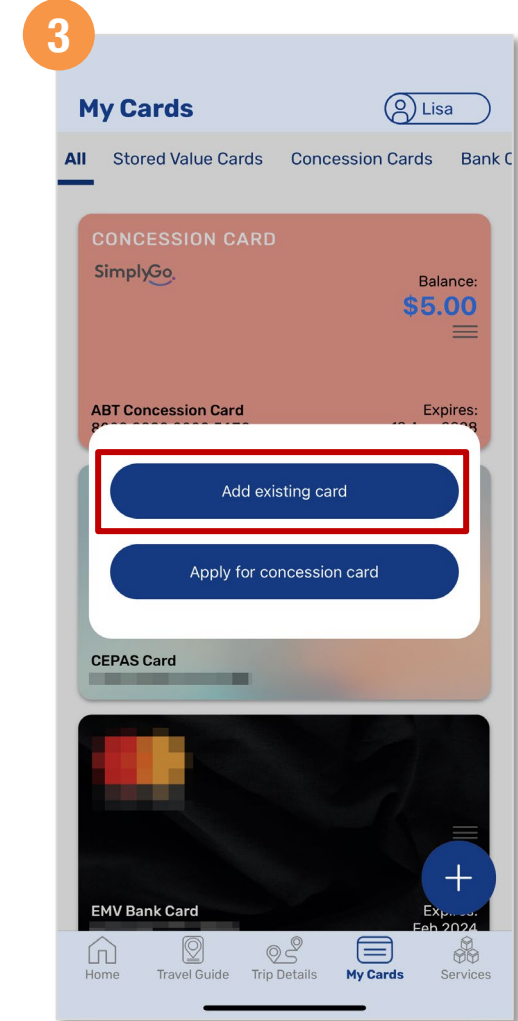 3
My Cards
Lisa
All Stored Value Cards Concession Cards Bank
CONCESSION CARD
SimplyGo.
Balance:
$5.00
ABT Concession Card
Expires:
Add existing card
Apply for concession card
CEPAS Card
EMV Bank Card
Feb 2024
Home Travel Guide Trip Details My Cards Services